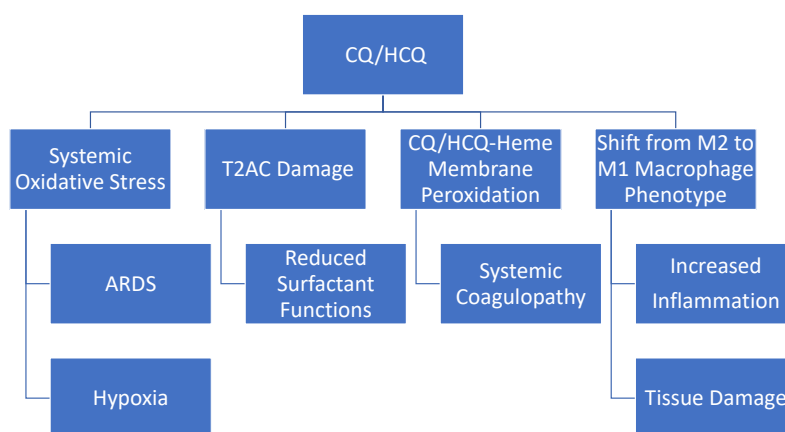 CQ/HCQ
Systemic
Oxidative Stress
T2AC Damage
CQ/HCQ-Heme
Membrane
Peroxidation
Shift from M2 to
M1 Macrophage
Phenotype
ARDS
Reduced
Surfactant
Functions
Systemic
Coagulopathy
Increased
Inflammation
Hypoxia
Tissue Damage